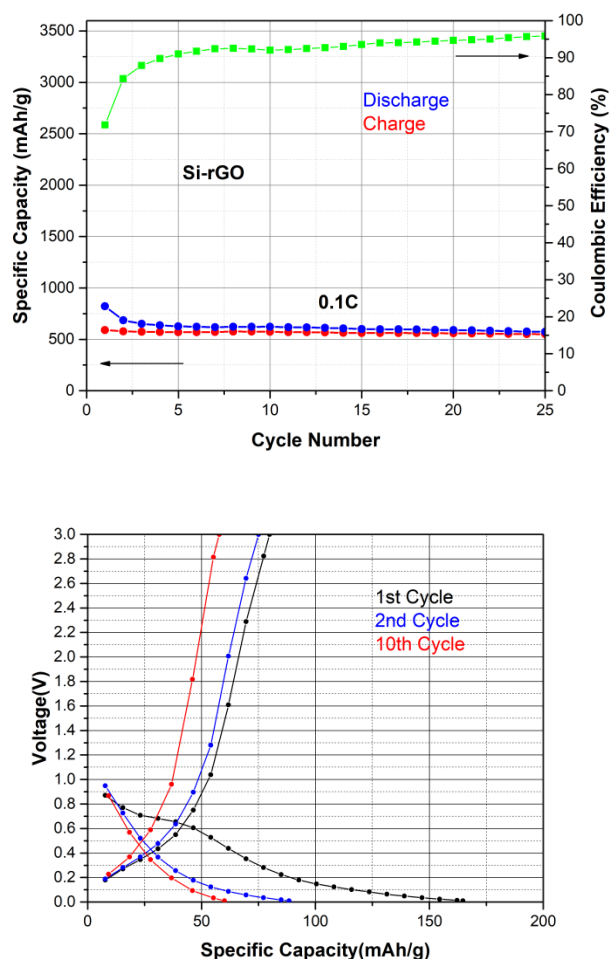 3500
3000
2500
2000
1500
1000
500
0
Specific Capacity (mAh/g)
100
90
80
70
60
50
40
30
20
10
0
Coulombic Efficiency (%)
Discharge
Charge
Si-rGO
0.1C
0 5 10 15 20 25
Cycle Number
3.0
2.8
2.6
2.4
2.2
2.0
1.8
1.6
1.4
1.2
1.0
0.8
0.6
0.4
0.2
0.0
Voltage(V)
1st Cycle
2nd Cycle
10th Cycle
0 50 100 150 200
Specific Capacity(mAh/g)